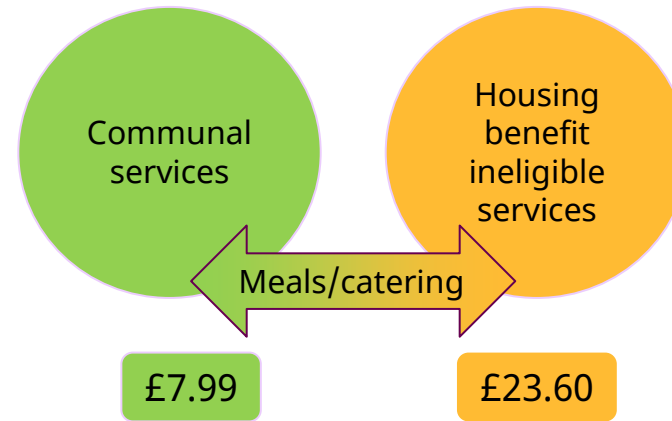 Communal
services
Housing
benefit
ineligible
services
Meals/catering
£7.99
£23.60